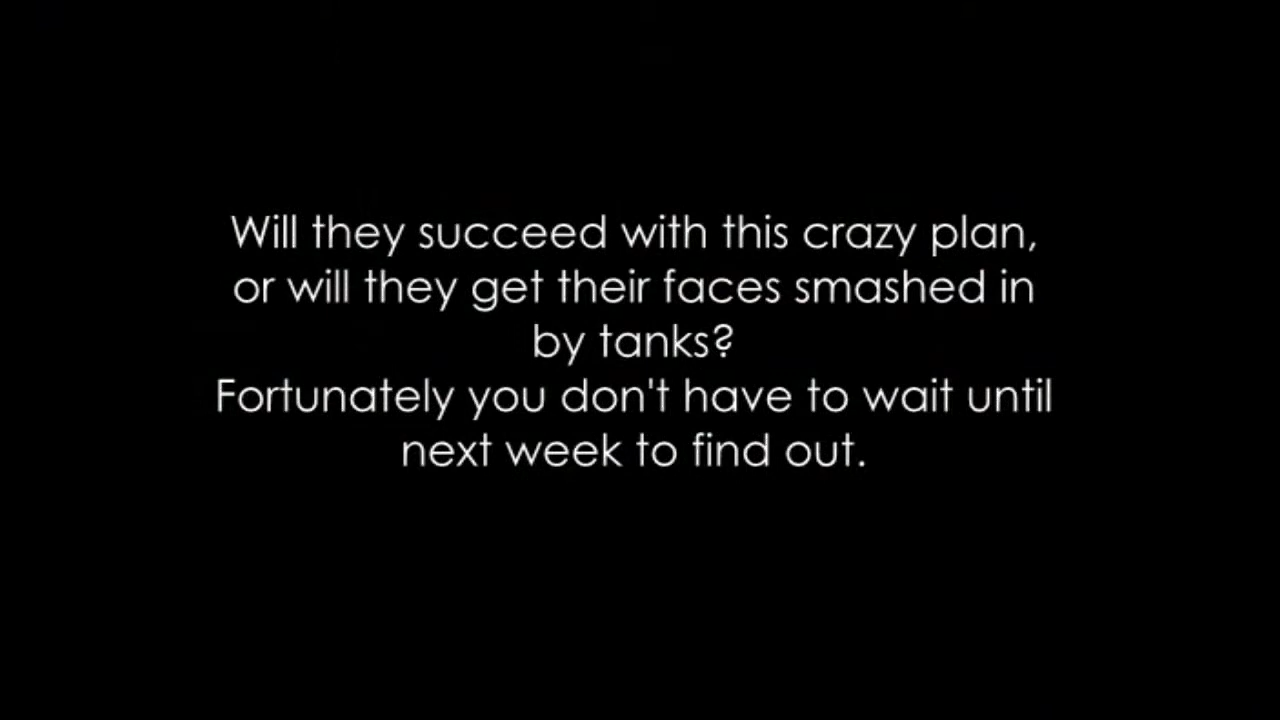 Will they succeed with this crazy plan,
or will they get their faces smashed in
by tanks?
Fortunately you don't have to wait until
next week to find out.